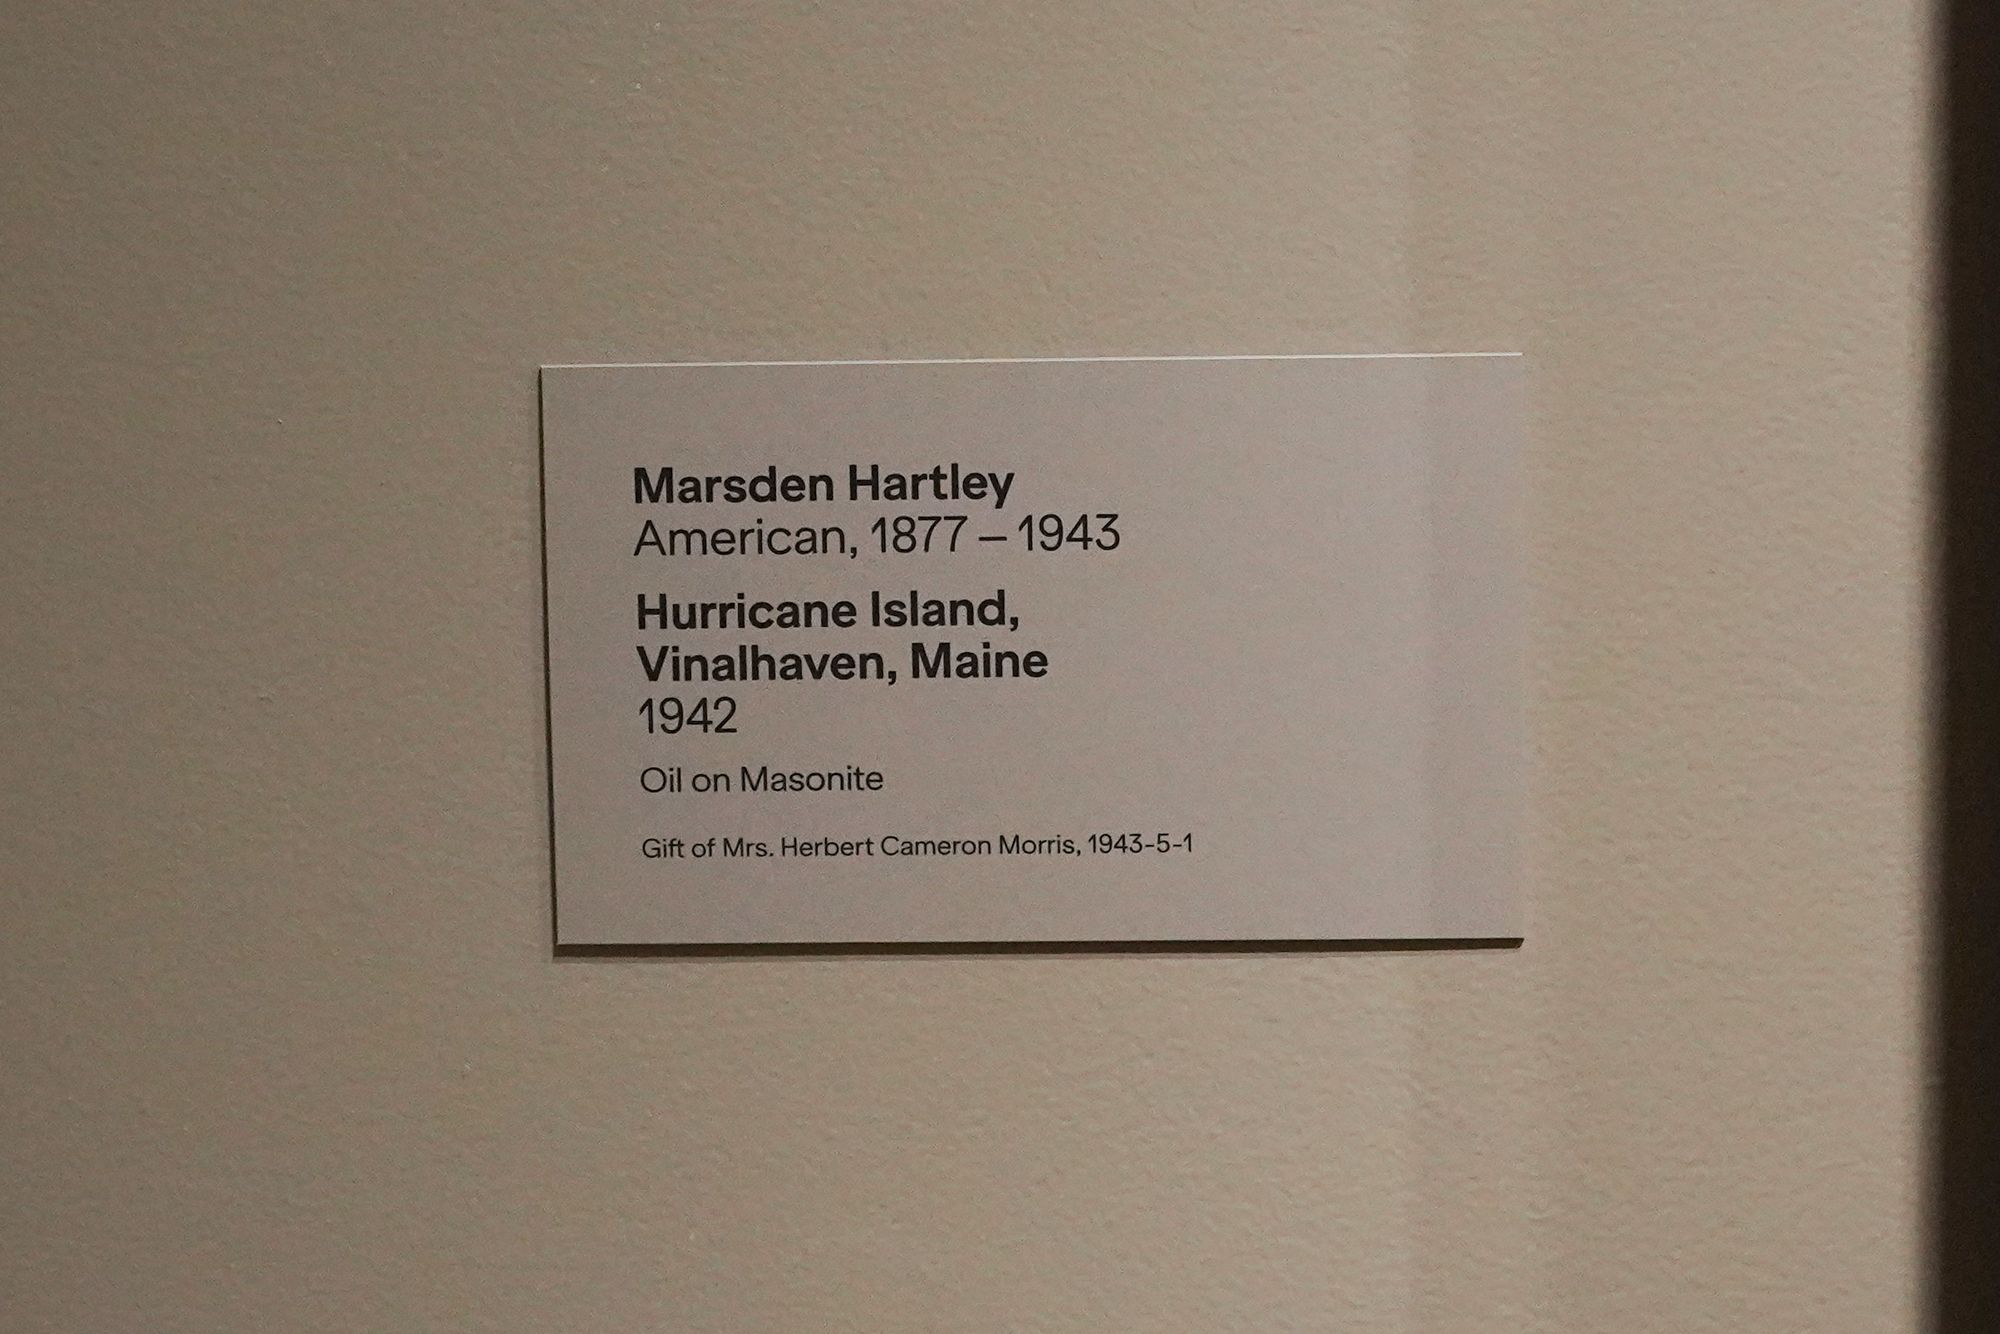 Marsden Hartley
American, 1877 – 1943
Hurricane Island,
Vinalhaven, Maine
1942
Oil on Masonite
Gift of Mrs. Herbert Cameron Morris, 1943-5-1